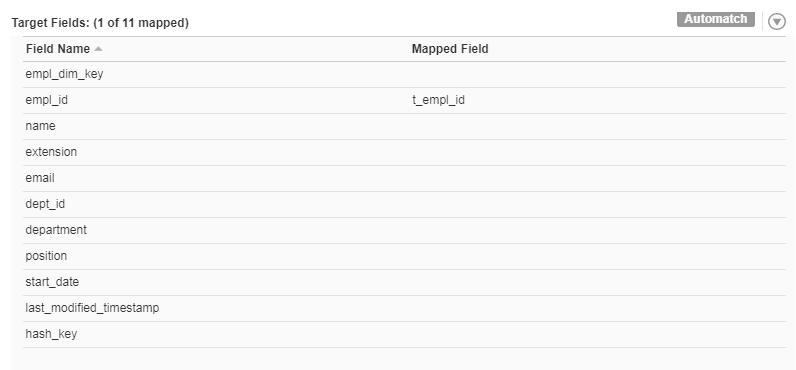 Target Fields: (1 of 11 mapped) Automatch
Field Name Mapped Field
empl_dim_key
empl_id t_empl_id
name
extension
email
dept_id
department
position
start_date
last_modified_timestamp
hash_key